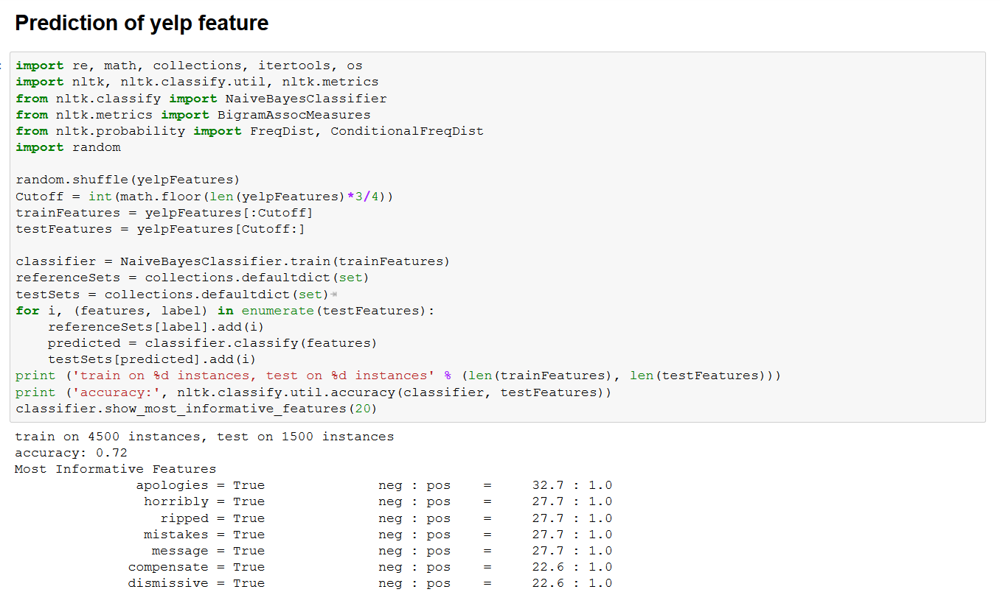 Prediction of yelp feature
import re, math, collections, itertools, os
import nltk, nltk.classify.util, nltk.metrics
from nltk.classify import NaiveBayesClassifier
from nltk.metrics import BigramAssocMeasures
from nltk.probability import FreqDist, ConditionalFreqDist
import random
random.shuffle(yelpFeatures)
Cutoff = int(math.floor(len(yelpFeatures)*3/4))
trainFeatures = yelpFeatures[:Cutoff]
testFeatures = yelpFeatures[Cutoff:]
classifier = NaiveBayesClassifier.train(trainFeatures)
referenceSets = collections.defaultdict(set)
testSets = collections.defaultdict(set)
for i, (features, label) in enumerate(testFeatures):
    referenceSets[label].add(i)
    predicted = classifier.classify(features)
    testSets[predicted].add(i)
print ('train on %d instances, test on %d instances' % (len(trainFeatures), len(testFeatures)))
print ('accuracy:', nltk.classify.util.accuracy(classifier, testFeatures))
classifier.show_most_informative_features(20)
train on 4500 instances, test on 1500 instances
accuracy: 0.72
Most Informative Features
apologies = True neg : pos = 32.7 : 1.0
horribly = True neg : pos = 27.7 : 1.0
ripped = True neg : pos = 27.7 : 1.0
mistakes = True neg : pos = 27.7 : 1.0
message = True neg : pos = 27.7 : 1.0
compensate = True neg : pos = 22.6 : 1.0
dismissive = True neg : pos = 22.6 : 1.0